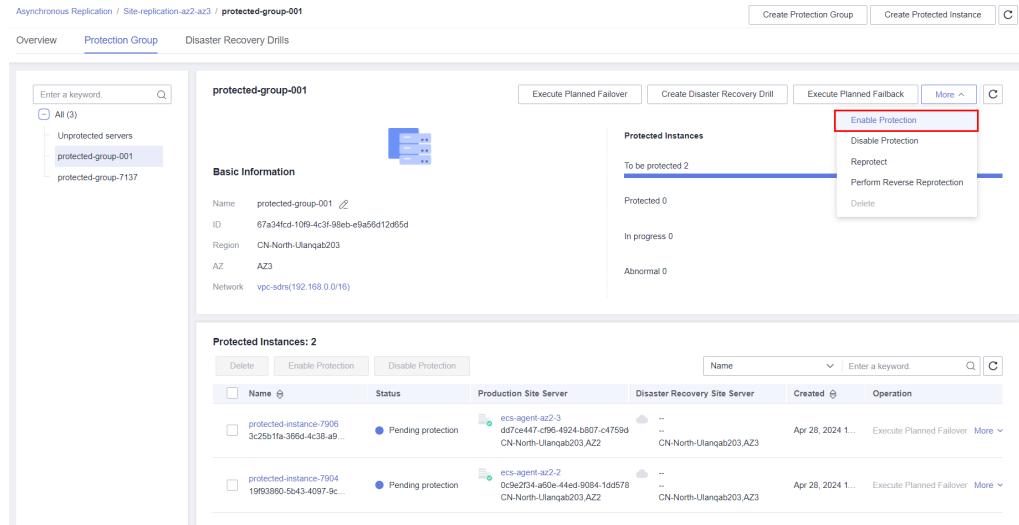 Asynchronous Replication / Site-replication-az2-az3 / protected-group-001
Create Protection Group
Create Protected Instance
Overview
Protection Group
Disaster Recovery Drills
Enter a keyword.
All (3)
Unprotected servers
protected-group-001
protected-group-7137
protected-group-001
Execute Planned Failover
Create Disaster Recovery Drill
Execute Planned Failback
More
Enable Protection
Disable Protection
Reprotect
Perform Reverse Reprotection
Delete
Basic Information
Name protected-group-001
ID 67a34fcd-10f9-4c3f-98eb-e9a56d12d65d
Region CN-North-Ulanqab203
AZ AZ3
Network vpc-sdrs(192.168.0.0/16)
Protected Instances
To be protected 2
Protected 0
In progress 0
Abnormal 0
Protected Instances: 2
Delete
Enable Protection
Disable Protection
Name
Enter a keyword.
Name Status Production Site Server Disaster Recovery Site Server Created Operation
protected-instance-7906
3c25b1fa-366d-4c38-a9...
Pending protection
ecs-agent-az2-3
dd7ce447-cf96-4924-b807-c4759d
CN-North-Ulanqab203,AZ2
--
--
CN-North-Ulanqab203,AZ3
Apr 28, 2024 1...
Execute Planned Failover More
protected-instance-7904
19f93860-5b43-4097-9c...
Pending protection
ecs-agent-az2-2
0c9e2f34-a60e-44ed-9084-1dd578
CN-North-Ulanqab203,AZ2
--
--
CN-North-Ulanqab203,AZ3
Apr 28, 2024 1...
Execute Planned Failover More